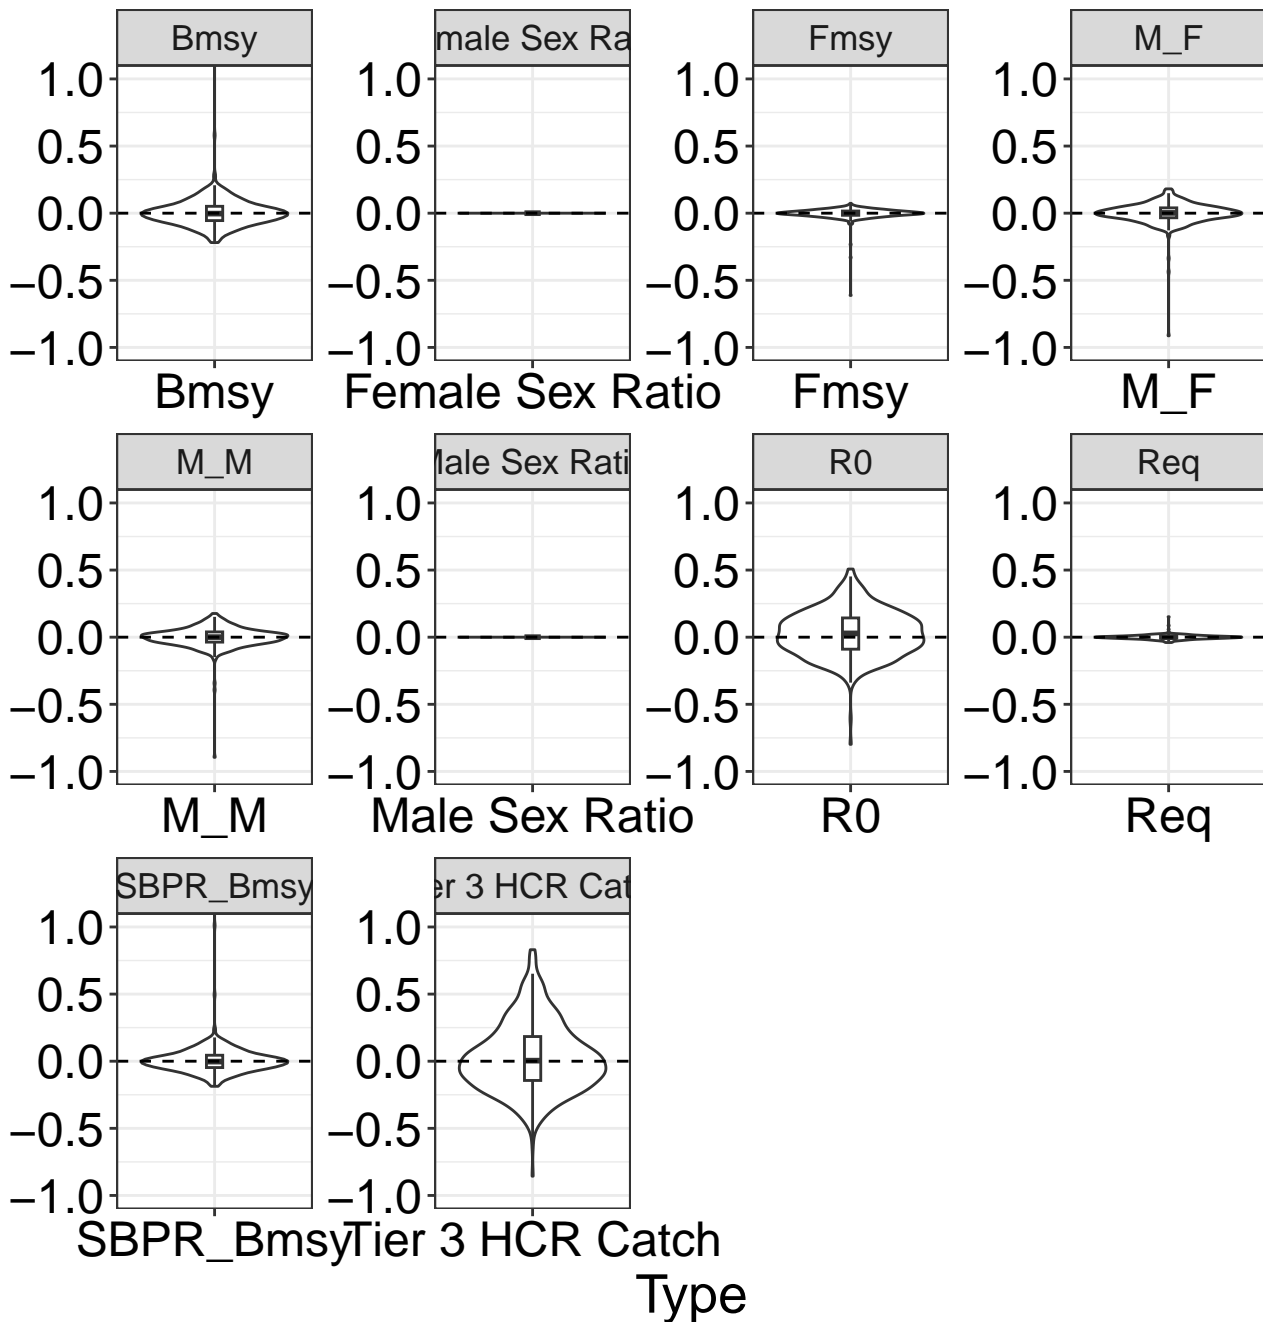 Bmsy male Sex Ra Fmsy M_F
1.0 1.0 1.0 1.0
0.5 0.5 0.5 0.5
0.0 0.0 0.0 0.0
−0.5 −0.5 −0.5 −0.5
−1.0 −1.0 −1.0 −1.0
Bmsy Female Sex Ratio Fmsy M_F
M_M Male Sex Rati R0 Req
1.0 1.0 1.0 1.0
0.5 0.5 0.5 0.5
0.0 0.0 0.0 0.0
−0.5 −0.5 −0.5 −0.5
−1.0 −1.0 −1.0 −1.0
M_M Male Sex Ratio R0 Req
SBPR_Bmsy er 3 HCR Cat
1.0 1.0
0.5 0.5
0.0 0.0
−0.5 −0.5
−1.0 −1.0
SBPR_Bmsy Tier 3 HCR Catch
Type